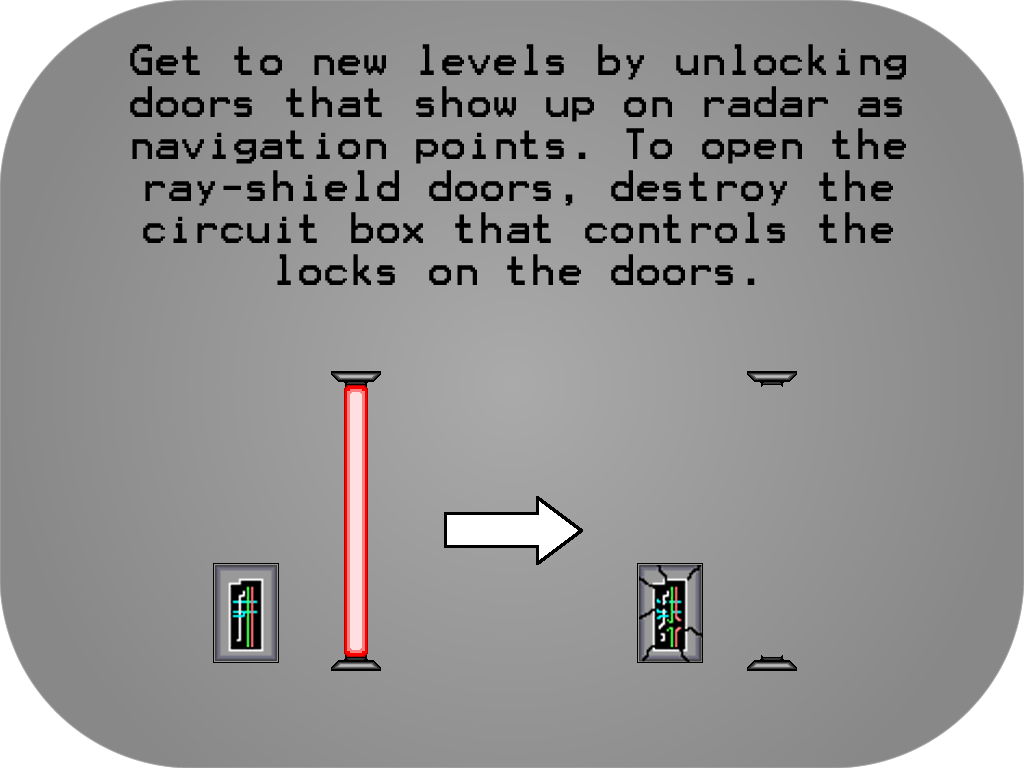 Get to new levels by unlocking
doors that show up on radar as
navigation points. To open the
ray-shield doors, destroy the
circuit box that controls the
locks on the doors.